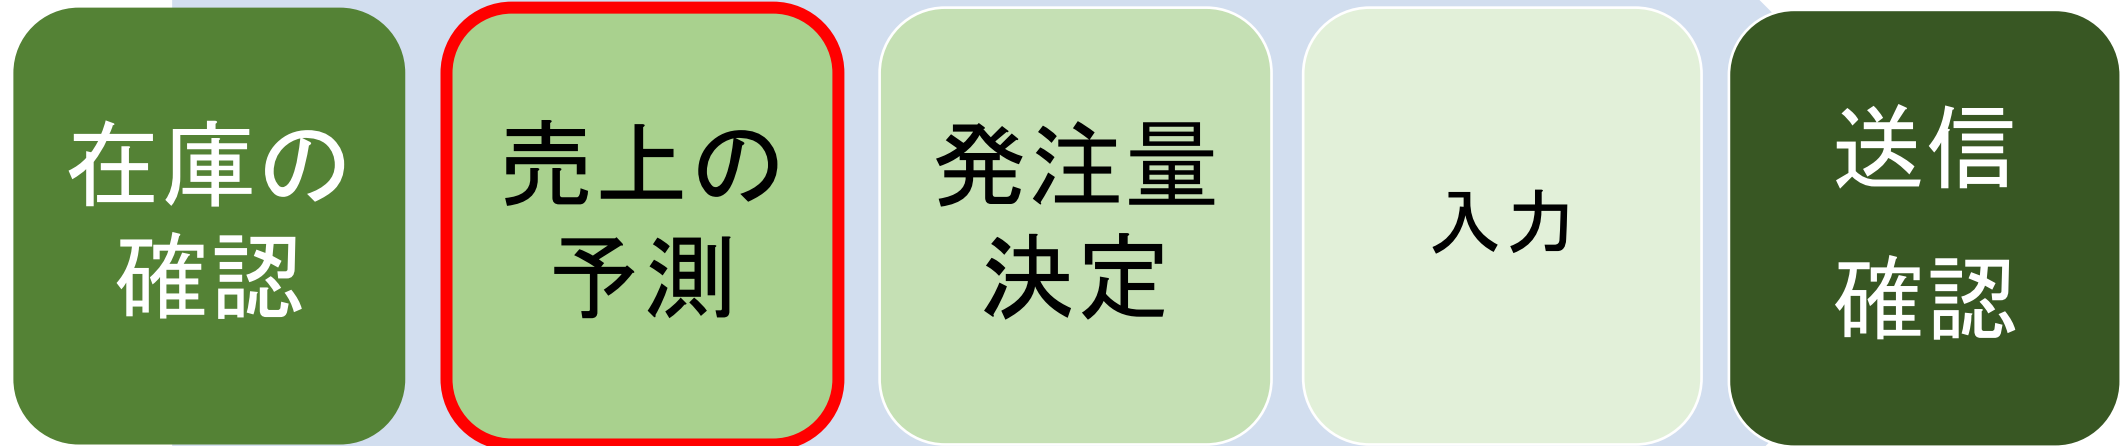 在庫の
確認
売上の
予測
発注量
決定
入力
送信
確認